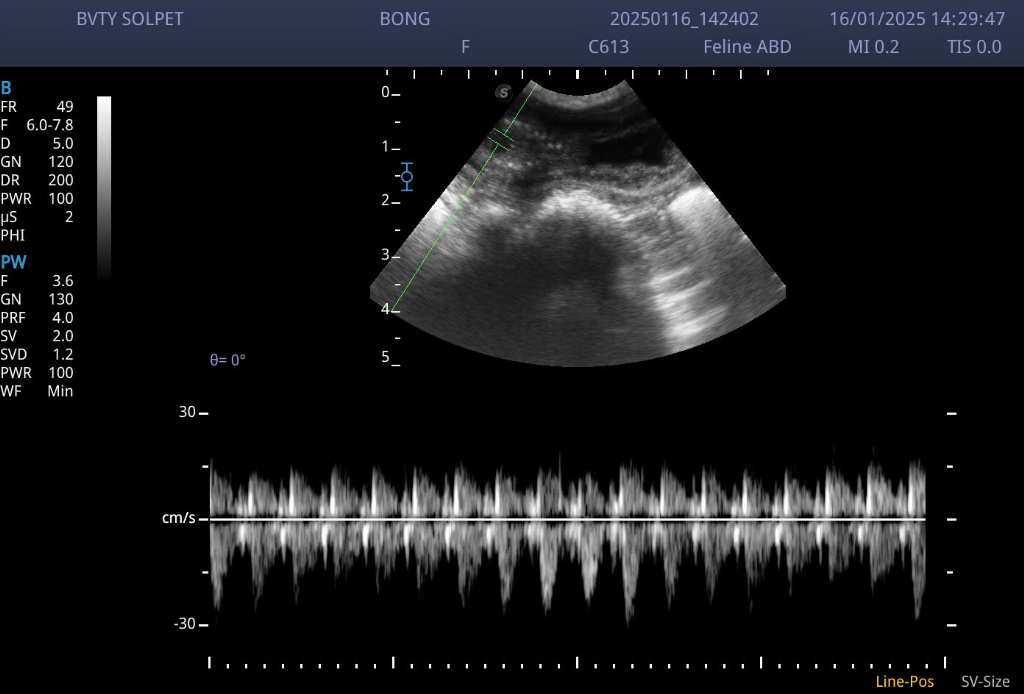 BVTY SOLPET BONG 20250116_142402 16/01/2025 14:29:47
F C613 Feline ABD MI 0.2 TIS 0.0
B
FR 49
F 6.0-7.8
D 5.0
GN 120
DR 200
PWR 100
µS 2
PHI
PW
F 3.6
GN 130
PRF 4.0
SV 2.0
SVD 1.2
PWR 100
WF Min
S
0
1
2
3
4
5
θ= 0°
30
cm/s
-30
Line-Pos SV-Size